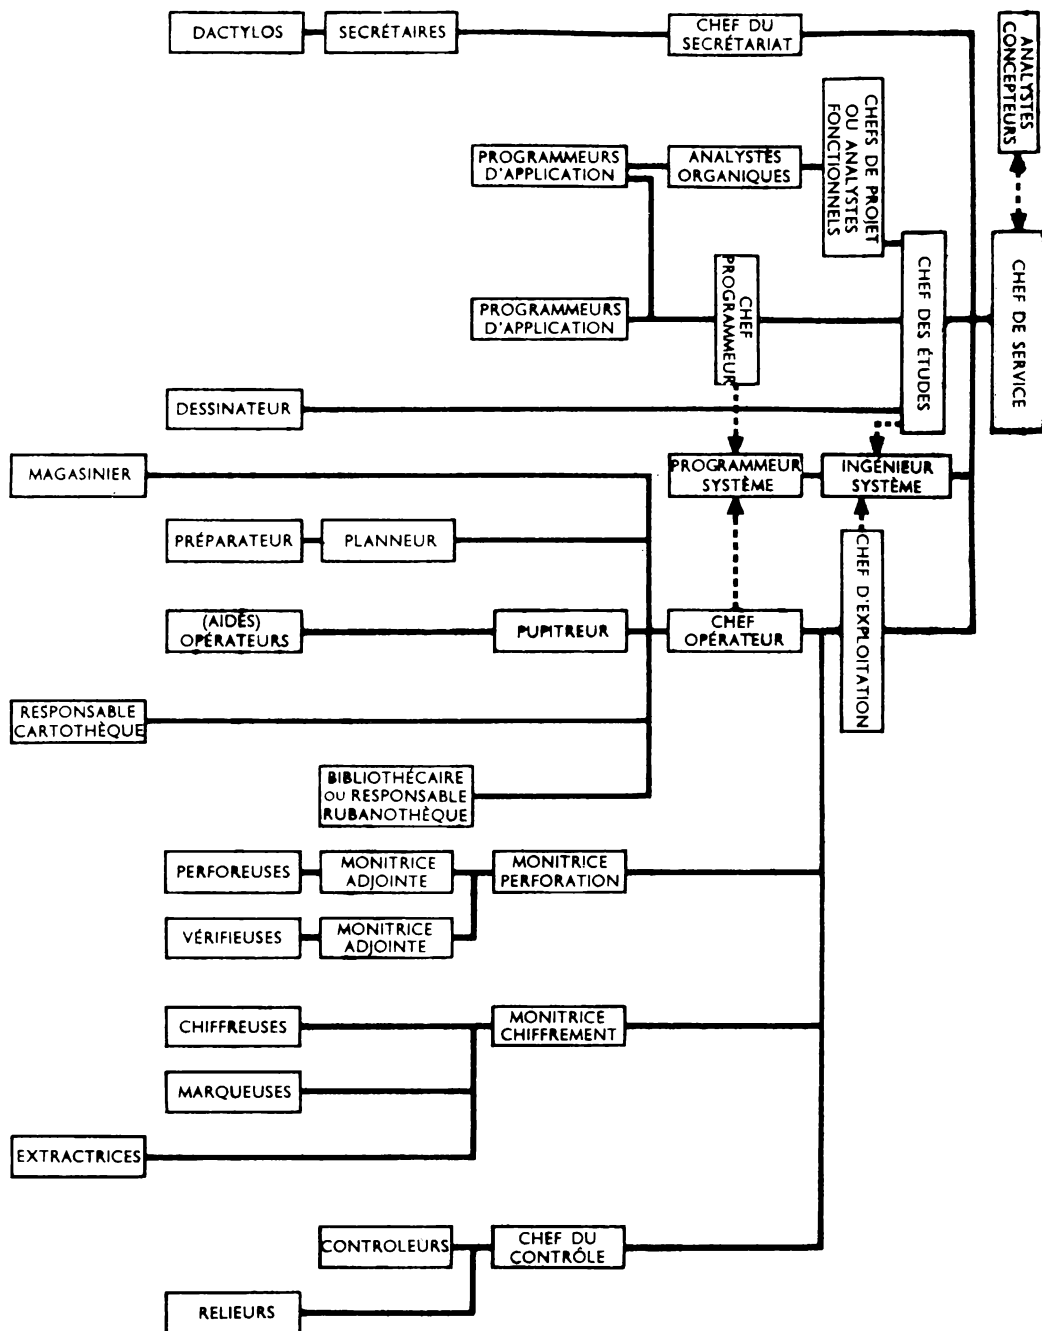 DACTYLOS
SECRÉTAIRES
CHEF DU
SECRÉTARIAT
ANALYSTES
CONCEPTEURS
CHEFS DE PROJET
OU ANALYSTES
FONCTIONNELS
PROGRAMMEURS
D'APPLICATION
ANALYSTÈS
ORGANIQUES
CHEF DE SERVICE
CHEF DES ÉTUDES
CHEF
PROGRAMMEUR
PROGRAMMEURS
D'APPLICATION
DESSINATEUR
MAGASINIER
PROGRAMMEUR
SYSTÈME
INGÉNIEUR
SYSTÈME
PRÉPARATEUR
PLANNEUR
CHEF D'EXPLOITATION
(AIDES)
OPÉRATEURS
PUPITREUR
CHEF
OPÉRATEUR
RESPONSABLE
CARTOTHÈQUE
BIBLIOTHÉCAIRE
OU RESPONSABLE
RUBANOTHÈQUE
PERFOREUSES
MONITRICE
ADJOINTE
MONITRICE
PERFORATION
VÉRIFIEUSES
MONITRICE
ADJOINTE
CHIFFREUSES
MONITRICE
CHIFFREMENT
MARQUEUSES
EXTRACTRICES
CONTROLEURS
CHEF DU
CONTRÔLE
RELIEURS